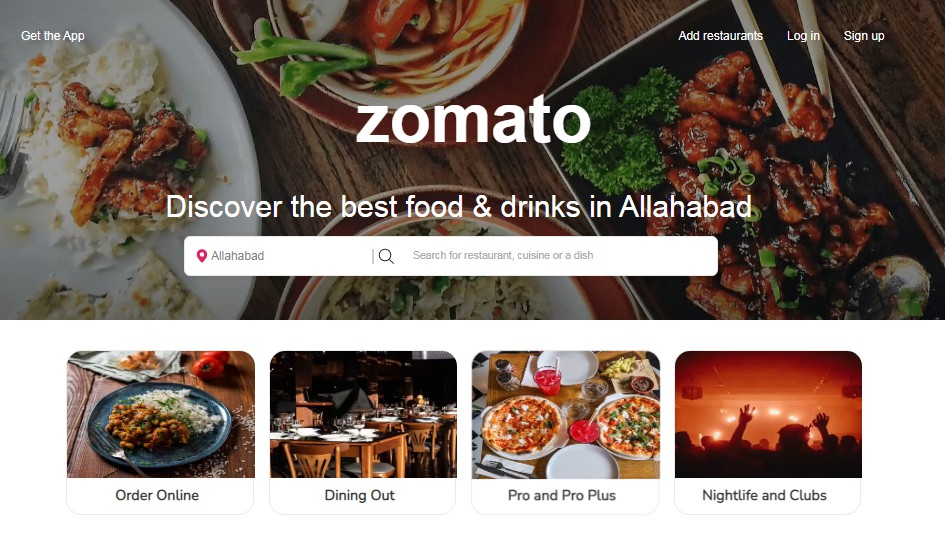 Get the App
Add restaurants Log in Sign up
zomato
Discover the best food & drinks in Allahabad
Allahabad | Search for restaurant, cuisine or a dish
Order Online
Dining Out
Pro and Pro Plus
Nightlife and Clubs